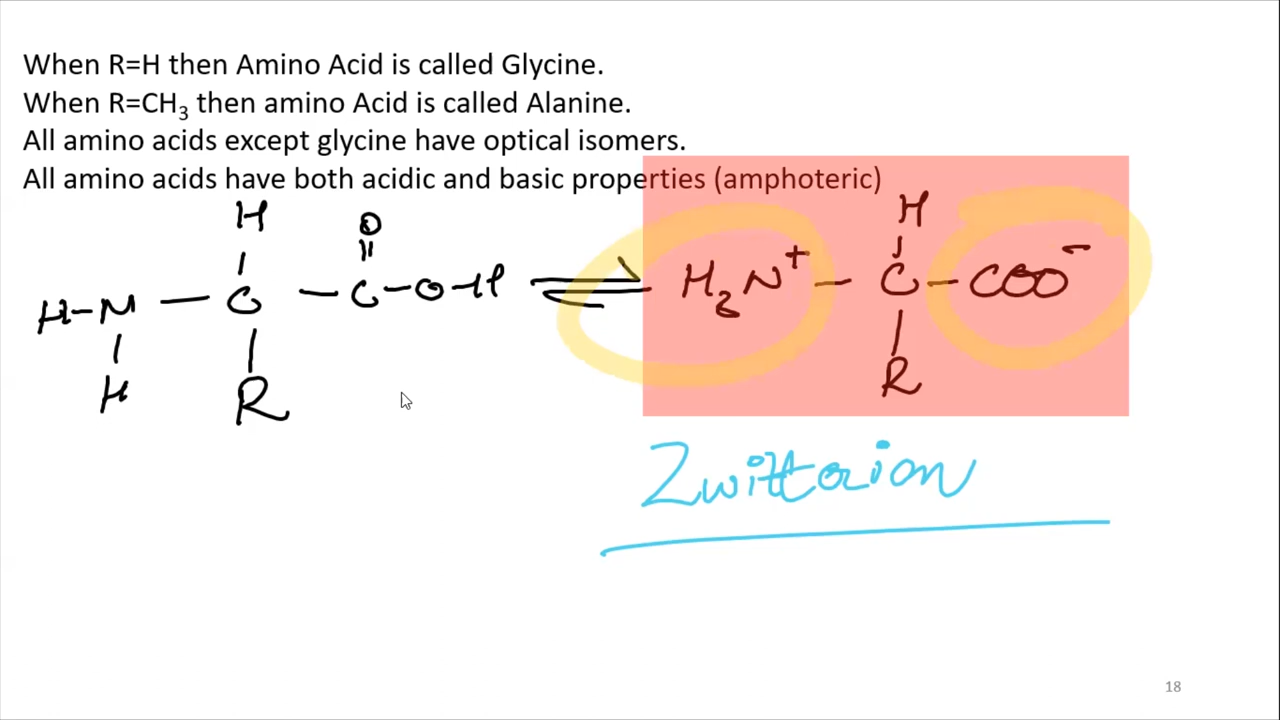 When R=H then Amino Acid is called Glycine.
When R=CH₃ then amino Acid is called Alanine.
All amino acids except glycine have optical isomers.
All amino acids have both acidic and basic properties (amphoteric)
H O H
||
H-N — C — C-O-H ⇌ H₃N⁺ — C — COO⁻
| | |
H R R
Zwitterion
18